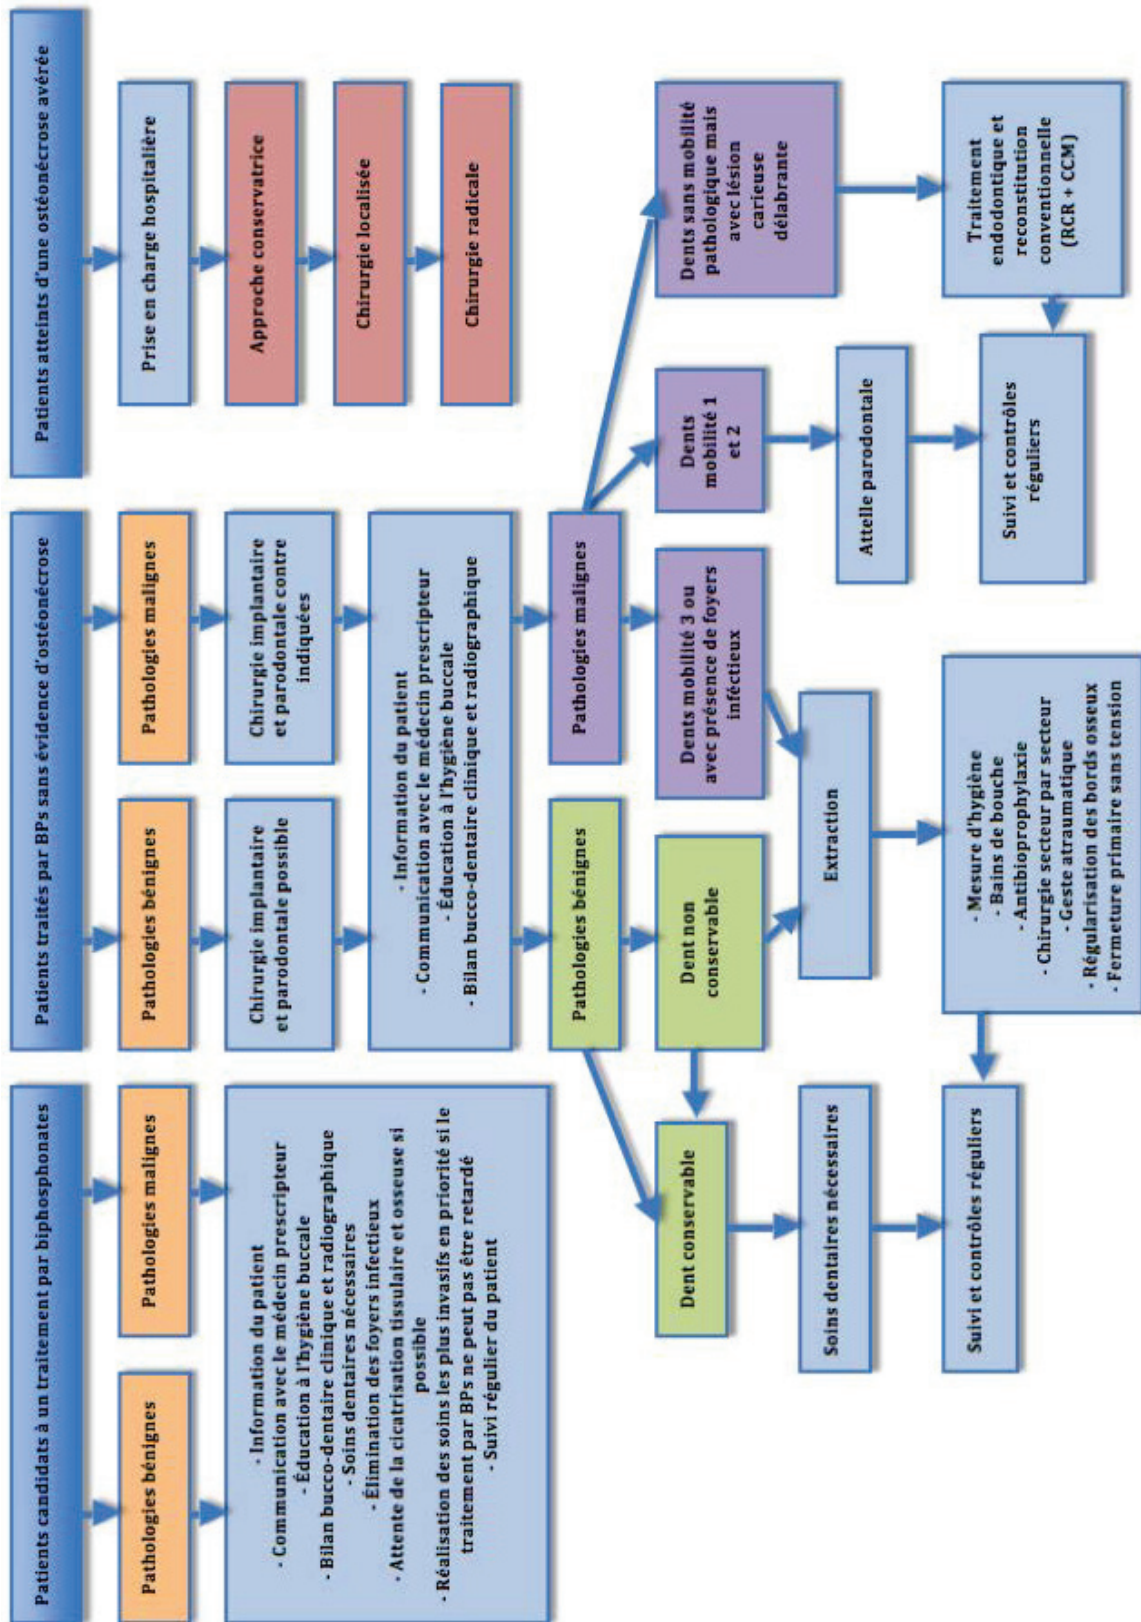 Patients candidats à un traitement par biphosphonates
Pathologies bénignes
Pathologies malignes
- Information du patient
- Communication avec le médecin prescripteur
- Éducation à l'hygiène buccale
- Bilan bucco-dentaire clinique et radiographique
- Soins dentaires nécessaires
- Élimination des foyers infectieux
- Attente de la cicatrisation tissulaire et osseuse si
possible
- Réalisation des soins les plus invasifs en priorité si le
traitement par BPs ne peut pas être retardé
- Suivi régulier du patient
Patients traités par BPs sans évidence d'ostéonécrose
Pathologies bénignes
Pathologies malignes
Chirurgie implantaire
et parodontale possible
Chirurgie implantaire
et parodontale contre
indiquées
- Information du patient
- Communication avec le médecin prescripteur
- Éducation à l'hygiène buccale
- Bilan bucco-dentaire clinique et radiographique
Pathologies bénignes
Pathologies malignes
Dent conservable
Dent non
conservable
Dents mobilité 3 ou
avec présence de foyers
inféctieux
Dents
mobilité 1
et 2
Dents sans mobilité
pathologique mais
avec lésion
carieuse
délabrante
Soins dentaires nécessaires
Extraction
Attelle parodontale
Suivi et contrôles réguliers
- Mesure d'hygiène
- Bains de bouche
- Antibioprophylaxie
- Chirurgie secteur par secteur
- Geste atraumatique
- Régularisation des bords osseux
- Fermeture primaire sans tension
Suivi et contrôles
réguliers
Traitement
endodontique et
reconstitution
conventionnelle
(RCR + CCM)
Patients atteints d'une ostéonécrose avérée
Prise en charge hospitalière
Approche conservatrice
Chirurgie localisée
Chirurgie radicale